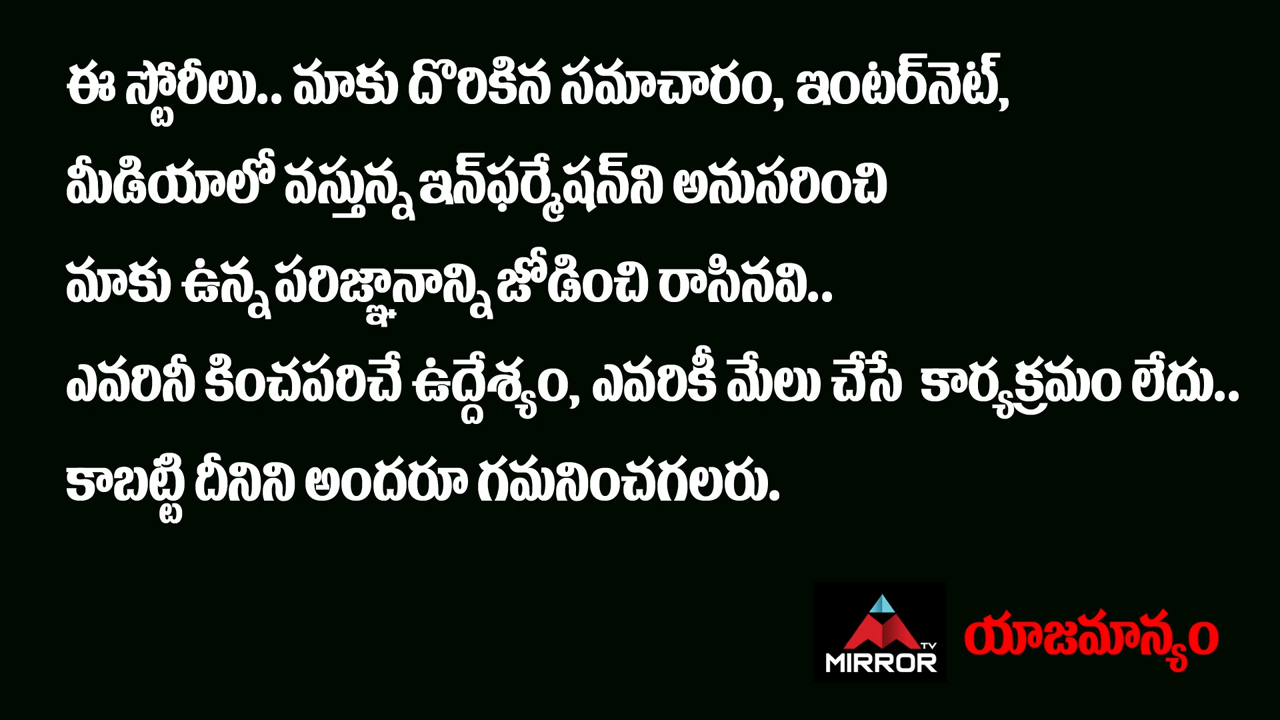 ఈ స్టోరీలు.. మాకు దొరికిన సమాచారం, ఇంటర్‌నెట్,
మీడియాలో వస్తున్న ఇన్‌ఫర్మేషన్‌ని అనుసరించి
మాకు ఉన్న పరిజ్ఞానాన్ని జోడించి రాసినవి..
ఎవరినీ కించపరిచే ఉద్దేశ్యం, ఎవరికీ మేలు చేసే కార్యక్రమం లేదు..
కాబట్టి దీనిని అందరూ గమనించగలరు.
TV
MIRROR
యాజమాన్యం